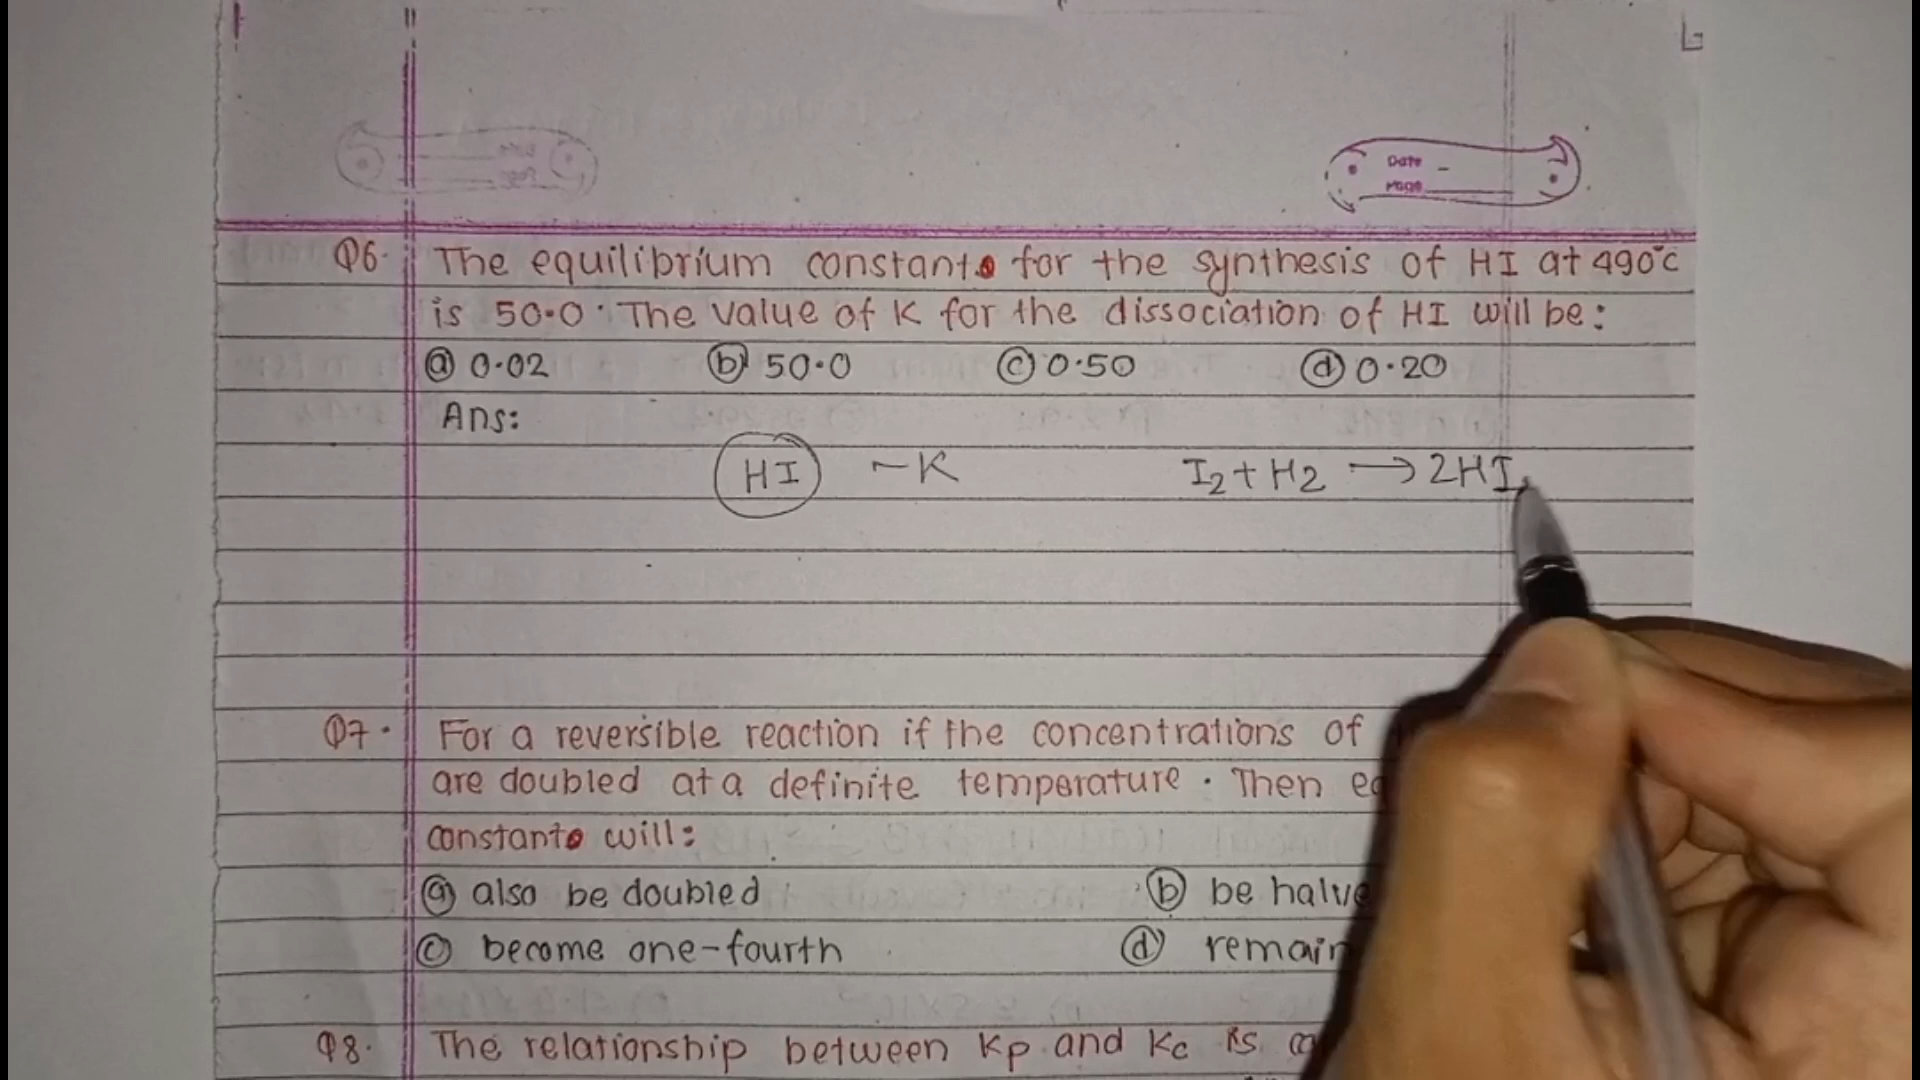 Date
Page
Q6. The equilibrium constant for the synthesis of HI at 490°c
is 50.0. The value of K for the dissociation of HI will be:
(a) 0.02 (b) 50.0 (c) 0.50 (d) 0.20
Ans:
HI - K I2 + H2 → 2HI
Q7. For a reversible reaction if the concentrations of
are doubled at a definite temperature. Then
constant will:
(a) also be doubled (b) be halve
(c) become one-fourth (d) remain
Q8. The relationship between Kp and Kc is